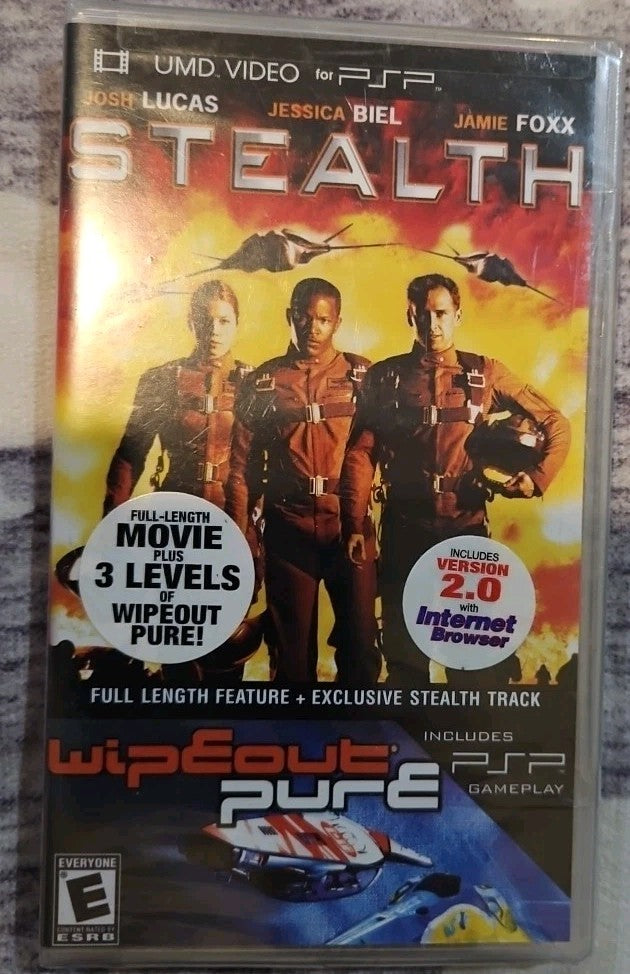 UMD VIDEO for PSP
JOSH LUCAS JESSICA BIEL JAMIE FOXX
STEALTH
FULL-LENGTH
MOVIE
PLUS
3 LEVELS
OF
WIPEOUT
PURE!
INCLUDES
VERSION
2.0
with
Internet
Browser
FULL LENGTH FEATURE + EXCLUSIVE STEALTH TRACK
wipEout
purE
INCLUDES
PSP
GAMEPLAY
EVERYONE
E
CONTENT RATED BY
ESRB